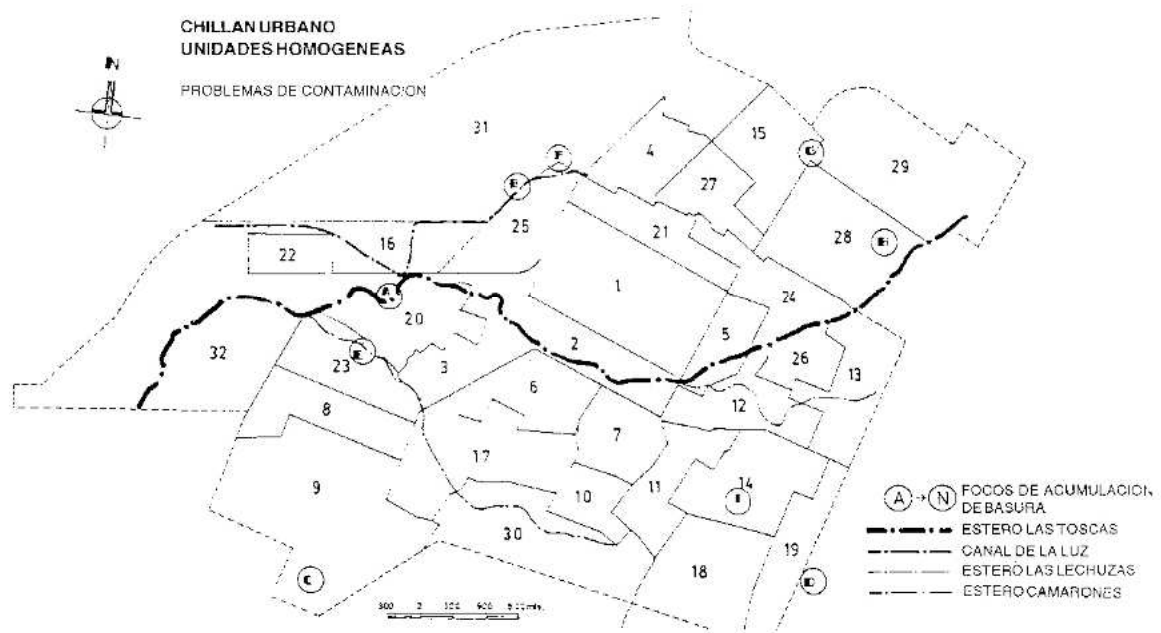 CHILLAN URBANO
UNIDADES HOMOGENEAS
N
PROBLEMAS DE CONTAMINACION
31
4
15
29
F
27
25
21
28
H
16
22
1
24
A
20
5
32
2
26
13
23
3
6
12
8
7
17
9
10
11
14
30
18
19
A → N FOCOS DE ACUMULACION
DE BASURA
ESTERO LAS TOSCAS
CANAL DE LA LUZ
ESTERO LAS LECHUZAS
ESTERO CAMARONES